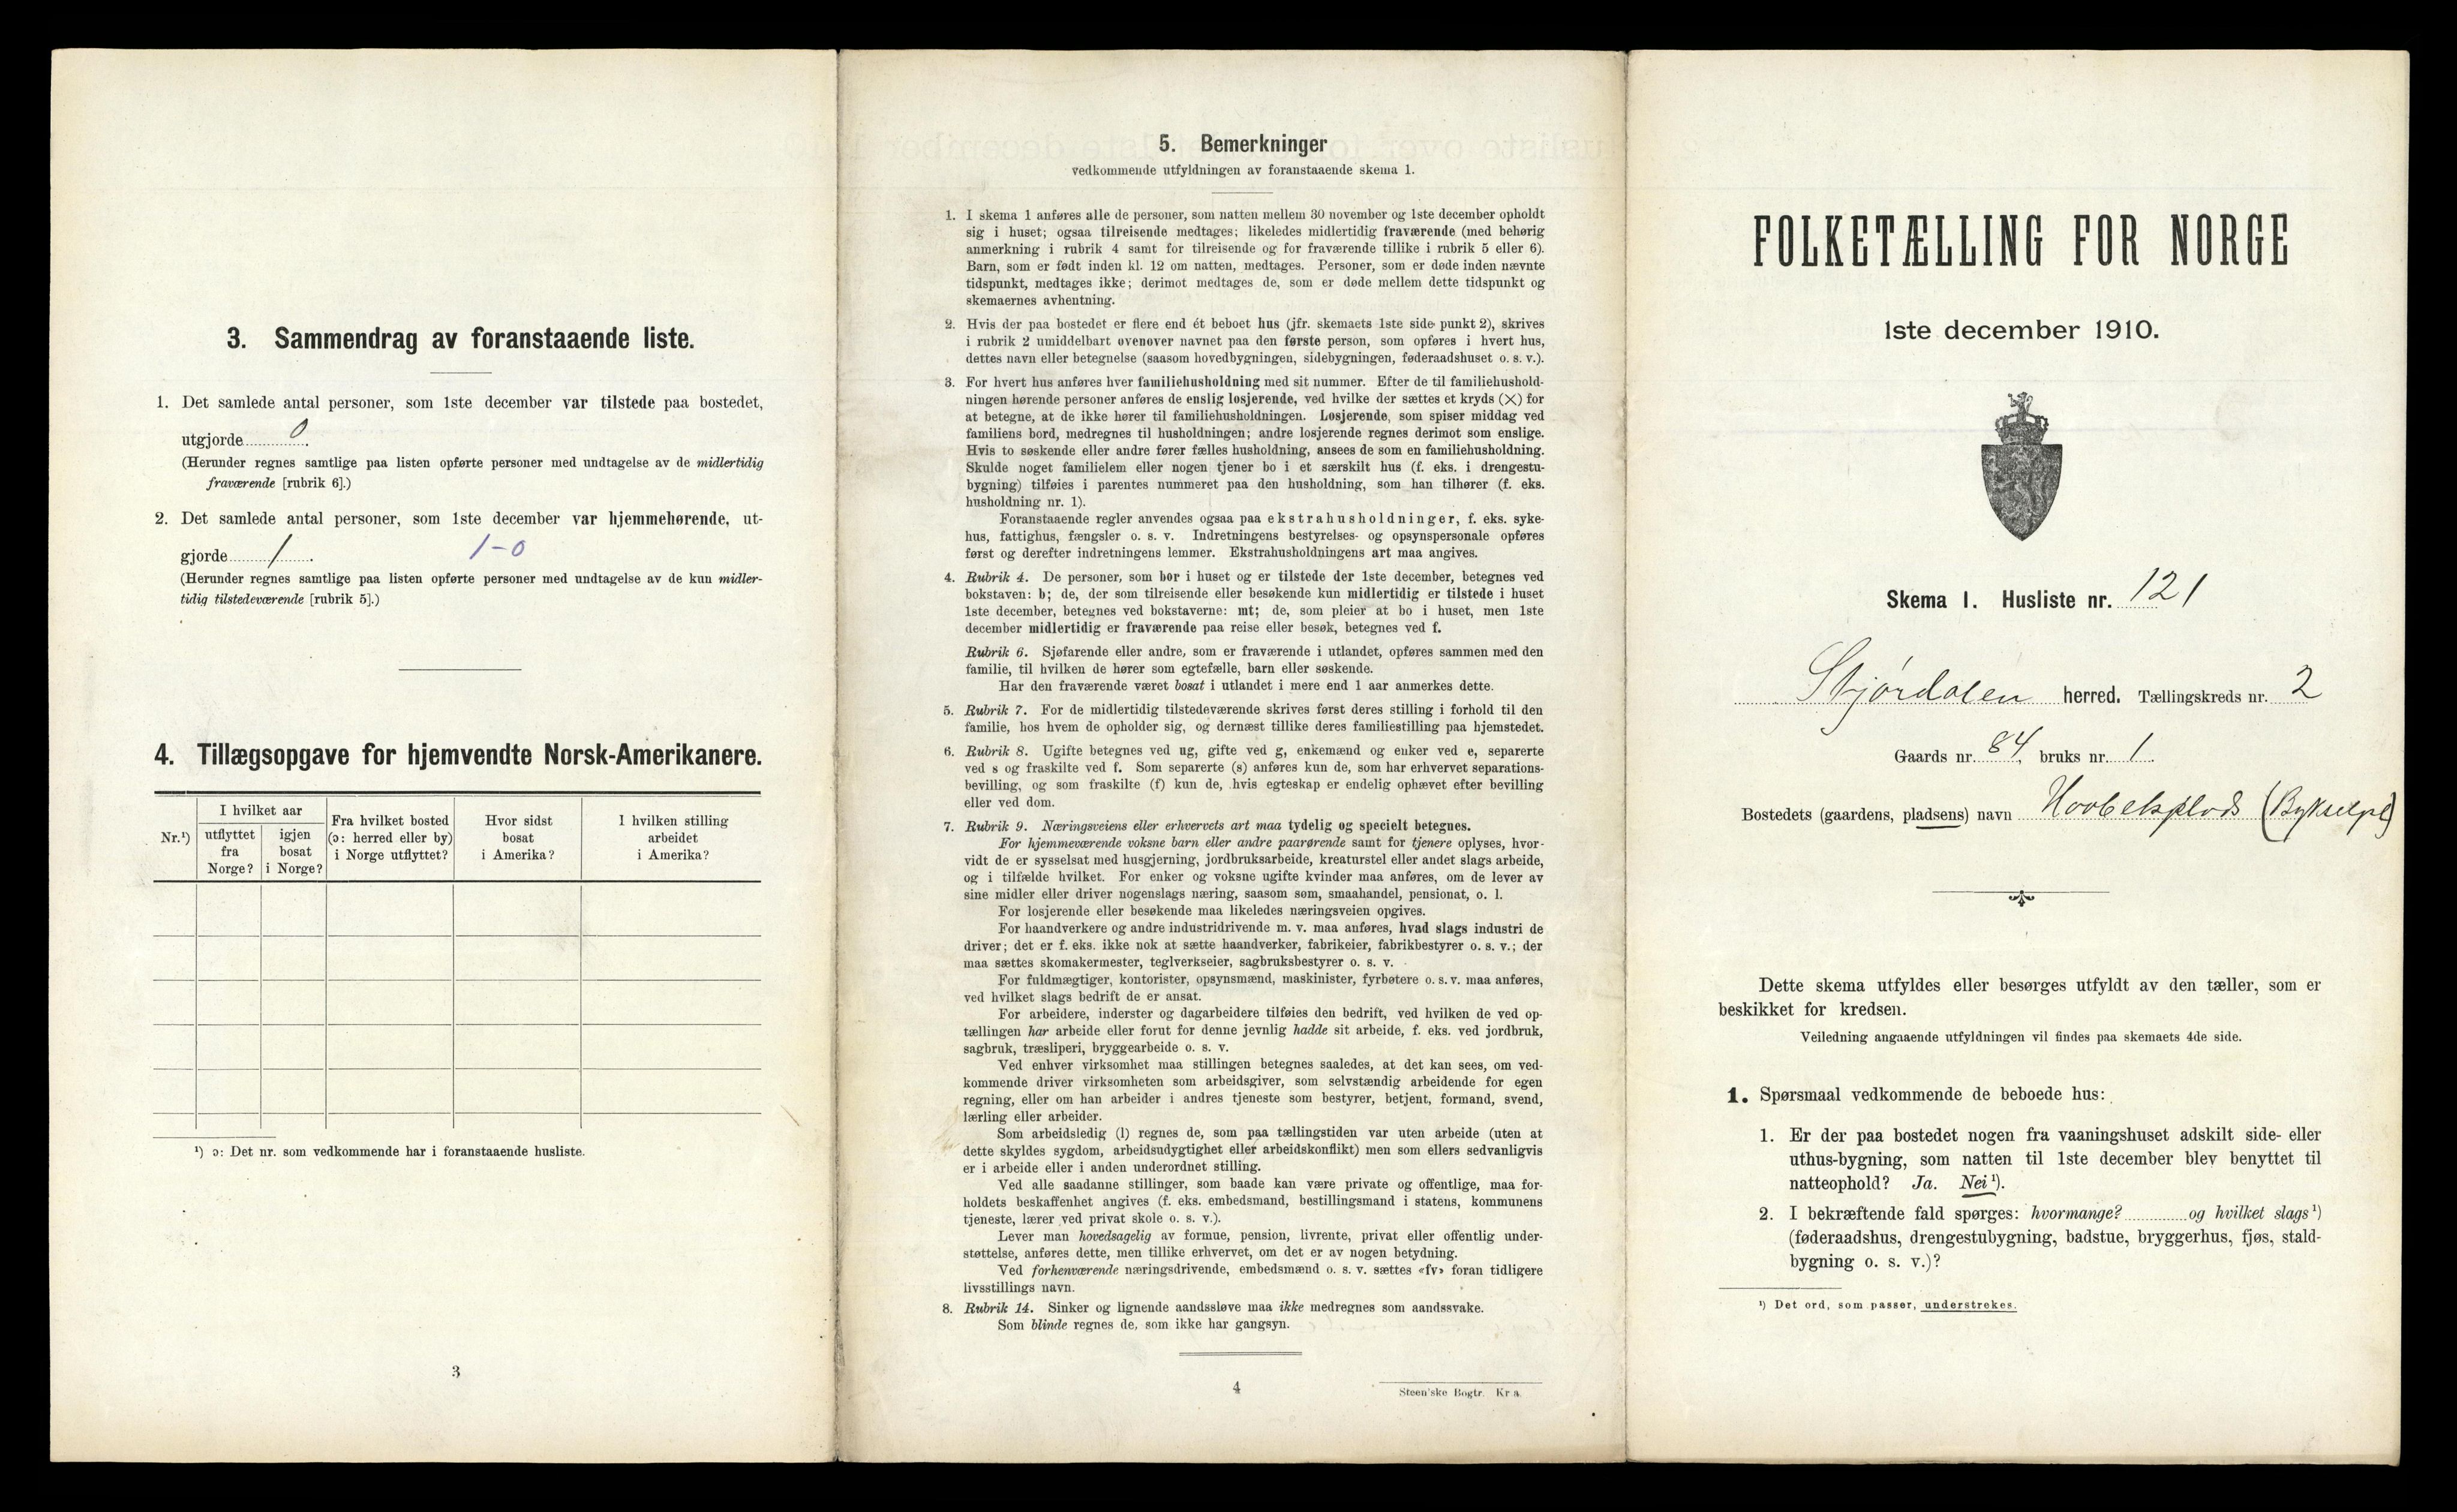 3. Sammendrag av foranstaaende liste.
1. Det samlede antal personer, som 1ste december var tilstede paa bostedet,
utgjorde 0.
(Herunder regnes samtlige paa listen opførte personer med undtagelse av de midlertidig
fraværende [rubrik 6].)
2. Det samlede antal personer, som 1ste december var hjemmehørende, ut-
gjorde 1. 1-0
(Herunder regnes samtlige paa listen opførte personer med undtagelse av de kun midler-
tidig tilstedeværende [rubrik 5].)
4. Tillægsopgave for hjemvendte Norsk-Amerikanere.
Nr.¹)
I hvilket aar
utflyttet
fra
Norge?
igjen
bosat
i Norge?
Fra hvilket bosted
(ɔ: herred eller by)
i Norge utflyttet?
Hvor sidst
bosat
i Amerika?
I hvilken stilling
arbeidet
i Amerika?
¹) ɔ: Det nr. som vedkommende har i foranstaaende husliste.
3
5. Bemerkninger
vedkommende utfyldningen av foranstaaende skema 1.
1. I skema 1 anføres alle de personer, som natten mellem 30 november og 1ste december opholdt
sig i huset; ogsaa tilreisende medtages; likeledes midlertidig fraværende (med behørig
anmerkning i rubrik 4 samt for tilreisende og for fraværende tillike i rubrik 5 eller 6).
Barn, som er født inden kl. 12 om natten, medtages. Personer, som er døde inden nævnte
tidspunkt, medtages ikke; derimot medtages de, som er døde mellem dette tidspunkt og
skemaernes avhentning.
2. Hvis der paa bostedet er flere end ét beboet hus (jfr. skemaets 1ste side punkt 2), skrives
i rubrik 2 umiddelbart ovenover navnet paa den første person, som opføres i hvert hus,
dettes navn eller betegnelse (saasom hovedbygningen, sidebygningen, føderaadshuset o. s. v.).
3. For hvert hus anføres hver familiehusholdning med sit nummer. Efter de til familiehushold-
ningen hørende personer anføres de enslig losjerende, ved hvilke der sættes et kryds (×) for
at betegne, at de ikke hører til familiehusholdningen. Losjerende, som spiser middag ved
familiens bord, medregnes til husholdningen; andre losjerende regnes derimot som enslige.
Hvis to søskende eller andre fører fælles husholdning, ansees de som en familiehusholdning.
Skulde noget familielem eller nogen tjener bo i et særskilt hus (f. eks. i drengestu-
bygning) tilføies i parentes nummeret paa den husholdning, som han tilhører (f. eks.
husholdning nr. 1).
Foranstaaende regler anvendes ogsaa paa ekstrahusholdninger, f. eks. syke-
hus, fattighus, fængsler o. s. v. Indretningens bestyrelses- og opsynspersonale opføres
først og derefter indretningens lemmer. Ekstrahusholdningens art maa angives.
4. Rubrik 4. De personer, som bor i huset og er tilstede der 1ste december, betegnes ved
bokstaven: b; de, der som tilreisende eller besøkende kun midlertidig er tilstede i huset
1ste december, betegnes ved bokstaverne: mt; de, som pleier at bo i huset, men 1ste
december midlertidig er fraværende paa reise eller besøk, betegnes ved f.
Rubrik 6. Sjøfarende eller andre, som er fraværende i utlandet, opføres sammen med den
familie, til hvilken de hører som egtefælle, barn eller søskende.
Har den fraværende været bosat i utlandet i mere end 1 aar anmerkes dette.
5. Rubrik 7. For de midlertidig tilstedeværende skrives først deres stilling i forhold til den
familie, hos hvem de opholder sig, og dernæst tillike deres familiestilling paa hjemstedet.
6. Rubrik 8. Ugifte betegnes ved ug, gifte ved g, enkemænd og enker ved e, separerte
ved s og fraskilte ved f. Som separerte (s) anføres kun de, som har erhvervet separations-
bevilling, og som fraskilte (f) kun de, hvis egteskap er endelig ophævet efter bevilling
eller ved dom.
7. Rubrik 9. Næringsveiens eller erhvervets art maa tydelig og specielt betegnes.
For hjemmeværende voksne barn eller andre paarørende samt for tjenere oplyses, hvor-
vidt de er sysselsat med husgjerning, jordbruksarbeide, kreaturstel eller andet slags arbeide,
og i tilfælde hvilket. For enker og voksne ugifte kvinder maa anføres, om de lever av
sine midler eller driver nogenslags næring, saasom søm, smaahandel, pensionat, o. l.
For losjerende eller besøkende maa likeledes næringsveien opgives.
For haandverkere og andre industridrivende m. v. maa anføres, hvad slags industri de
driver; det er f. eks. ikke nok at sætte haandverker, fabrikeier, fabrikbestyrer o. s. v.; der
maa sættes skomakermester, teglverkseier, sagbruksbestyrer o. s. v.
For fuldmægtiger, kontorister, opsynsmænd, maskinister, fyrbøtere o. s. v. maa anføres,
ved hvilket slags bedrift de er ansat.
For arbeidere, inderster og dagarbeidere tilføies den bedrift, ved hvilken de ved op-
tællingen har arbeide eller forut for denne jevnlig hadde sit arbeide, f. eks. ved jordbruk,
sagbruk, træsliperi, bryggearbeide o. s. v.
Ved enhver virksomhet maa stillingen betegnes saaledes, at det kan sees, om ved-
kommende driver virksomheten som arbeidsgiver, som selvstændig arbeidende for egen
regning, eller om han arbeider i andres tjeneste som bestyrer, betjent, formand, svend,
lærling eller arbeider.
Som arbeidsledig (l) regnes de, som paa tællingstiden var uten arbeide (uten at
dette skyldes sygdom, arbeidsudygtighet eller arbeidskonflikt) men som ellers sedvanligvis
er i arbeide eller i anden underordnet stilling.
Ved alle saadanne stillinger, som baade kan være private og offentlige, maa for-
holdets beskaffenhet angives (f. eks. embedsmand, bestillingsmand i statens, kommunens
tjeneste, lærer ved privat skole o. s. v.).
Lever man hovedsagelig av formue, pension, livrente, privat eller offentlig under-
støttelse, anføres dette, men tillike erhvervet, om det er av nogen betydning.
Ved forhenværende næringsdrivende, embedsmænd o. s. v. sættes «fv» foran tidligere
livsstillings navn.
8. Rubrik 14. Sinker og lignende aandssløve maa ikke medregnes som aandssvake.
Som blinde regnes de, som ikke har gangsyn.
4
Steen'ske Bogtr. Kr a.
FOLKETÆLLING FOR NORGE
1ste december 1910.
Skema 1. Husliste nr. 121
Stjørdalen herred. Tællingskreds nr. 2
Gaards nr. 84, bruks nr. 1.
Bostedets (gaardens, pladsens) navn
Dette skema utfyldes eller besørges utfyldt av den tæller, som er
beskikket for kredsen.
Veiledning angaaende utfyldningen vil findes paa skemaets 4de side.
1. Spørsmaal vedkommende de beboede hus:
1. Er der paa bostedet nogen fra vaaningshuset adskilt side- eller
uthus-bygning, som natten til 1ste december blev benyttet til
natteophold? Ja. Nei ¹).
2. I bekræftende fald spørges: hvormange? og hvilket slags ¹)
(føderaadshus, drengestubygning, badstue, bryggerhus, fjøs, stald-
bygning o. s. v.)?
¹) Det ord, som passer, understrekes.